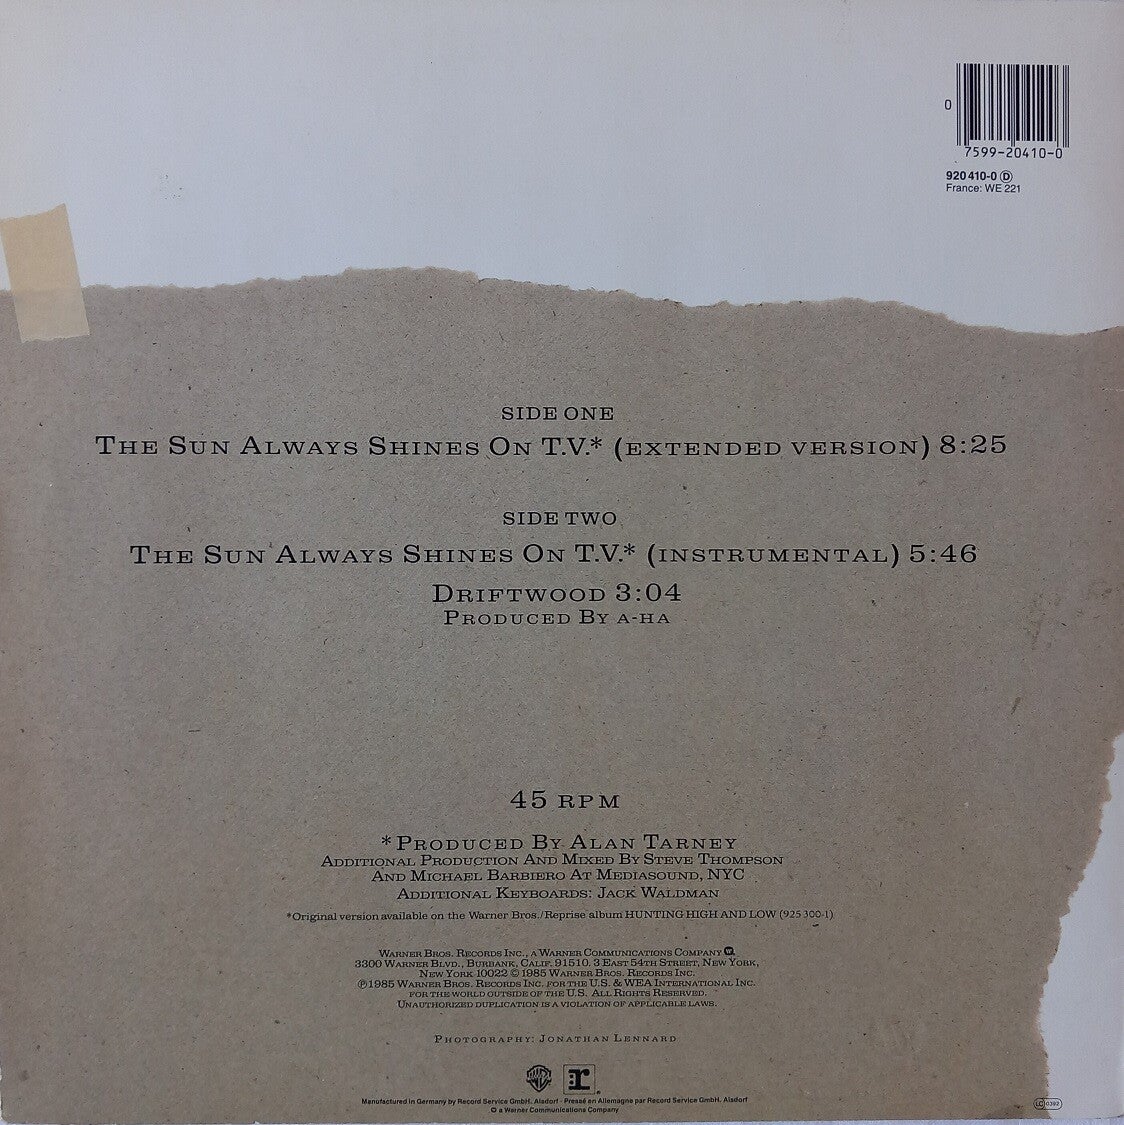 0
7599-20410-0
920 410-0 D
France: WE 221
SIDE ONE
THE SUN ALWAYS SHINES ON T.V.* (EXTENDED VERSION) 8:25
SIDE TWO
THE SUN ALWAYS SHINES ON T.V.* (INSTRUMENTAL) 5:46
DRIFTWOOD 3:04
PRODUCED BY A-HA
45 RPM
*PRODUCED BY ALAN TARNEY
ADDITIONAL PRODUCTION AND MIXED BY STEVE THOMPSON
AND MICHAEL BARBIERO AT MEDIASOUND, NYC
ADDITIONAL KEYBOARDS: JACK WALDMAN
*Original version available on the Warner Bros./Reprise album HUNTING HIGH AND LOW (925 300-1)
WARNER BROS. RECORDS INC., A WARNER COMMUNICATIONS COMPANY
3300 WARNER BLVD., BURBANK, CALIF. 91510. 3 EAST 54TH STREET, NEW YORK,
NEW YORK 10022 © 1985 WARNER BROS. RECORDS INC.
℗1985 WARNER BROS. RECORDS INC. FOR THE U.S. & WEA INTERNATIONAL INC.
FOR THE WORLD OUTSIDE OF THE U.S. ALL RIGHTS RESERVED.
UNAUTHORIZED DUPLICATION IS A VIOLATION OF APPLICABLE LAWS.
PHOTOGRAPHY: JONATHAN LENNARD
WB r ®
Manufactured in Germany by Record Service GmbH, Alsdorf · Pressé en Allemagne par Record Service GmbH, Alsdorf
© a Warner Communications Company
LC 0392